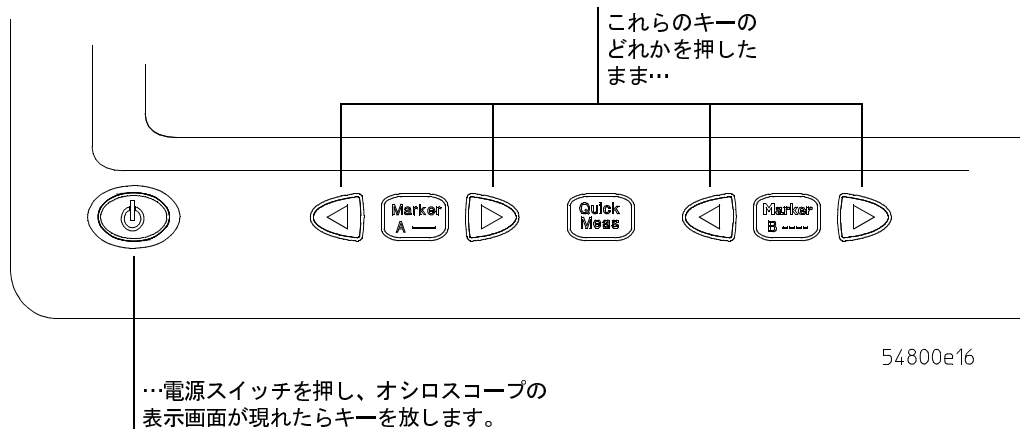 これらのキーの
どれかを押した
まま…
Marker
A
Quick
Meas
Marker
B
54800e16
…電源スイッチを押し、オシロスコープの
表示画面が現れたらキーを放します。